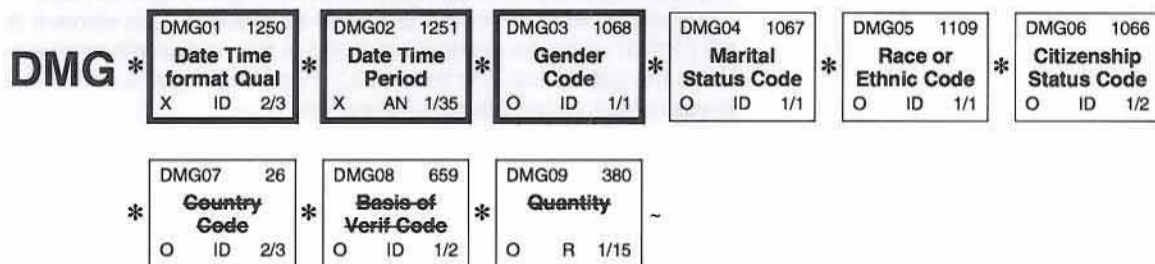 DMG * DMG01 1250 Date Time format Qual X ID 2/3 * DMG02 1251 Date Time Period X AN 1/35 * DMG03 1068 Gender Code O ID 1/1 * DMG04 1067 Marital Status Code O ID 1/1 * DMG05 1109 Race or Ethnic Code O ID 1/1 * DMG06 1066 Citizenship Status Code O ID 1/2
* DMG07 26 Country Code O ID 2/3 * DMG08 659 Basis of Verif Code O ID 1/2 * DMG09 380 Quantity O R 1/15 ~